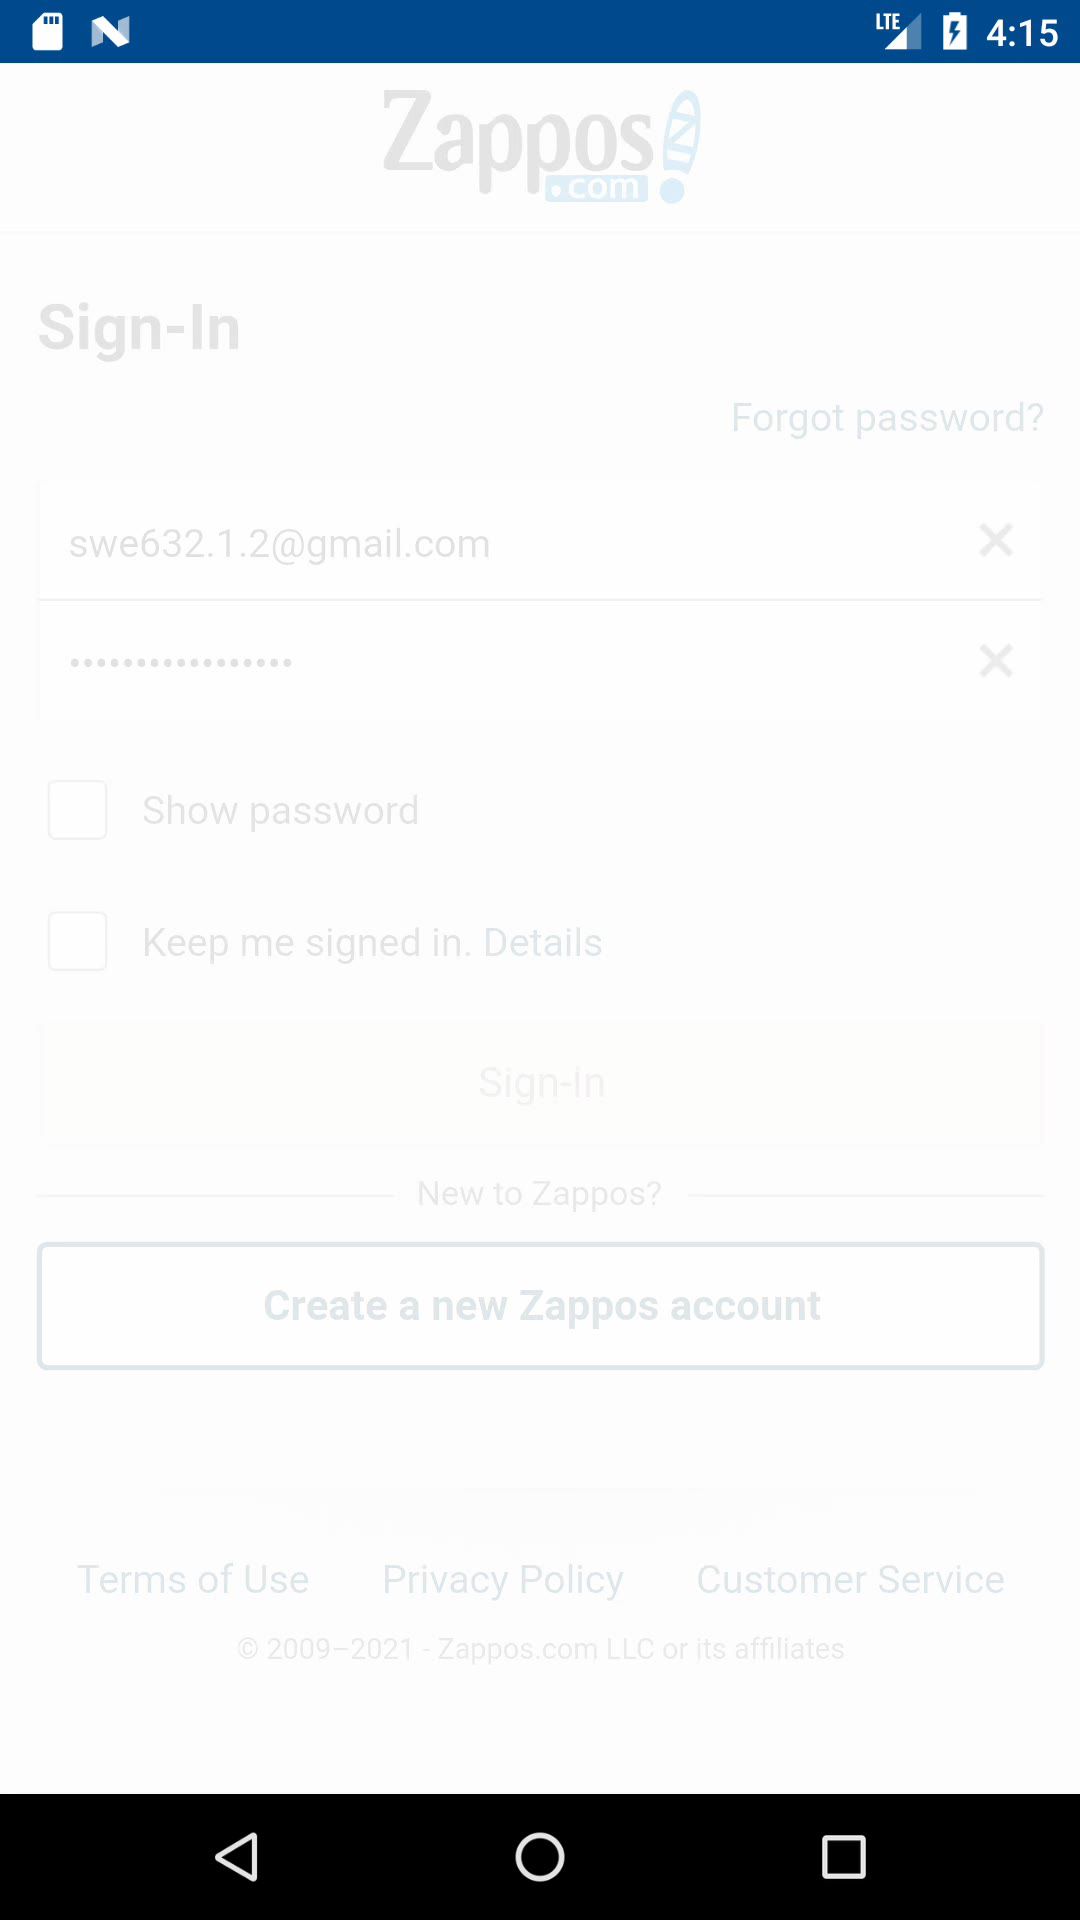 LTE 4:15
Zappos
.com
Sign-In
Forgot password?
swe632.1.2@gmail.com
•••••••••••••••••
Show password
Keep me signed in. Details
Sign-In
New to Zappos?
Create a new Zappos account
Terms of Use Privacy Policy Customer Service
© 2009–2021 - Zappos.com LLC or its affiliates